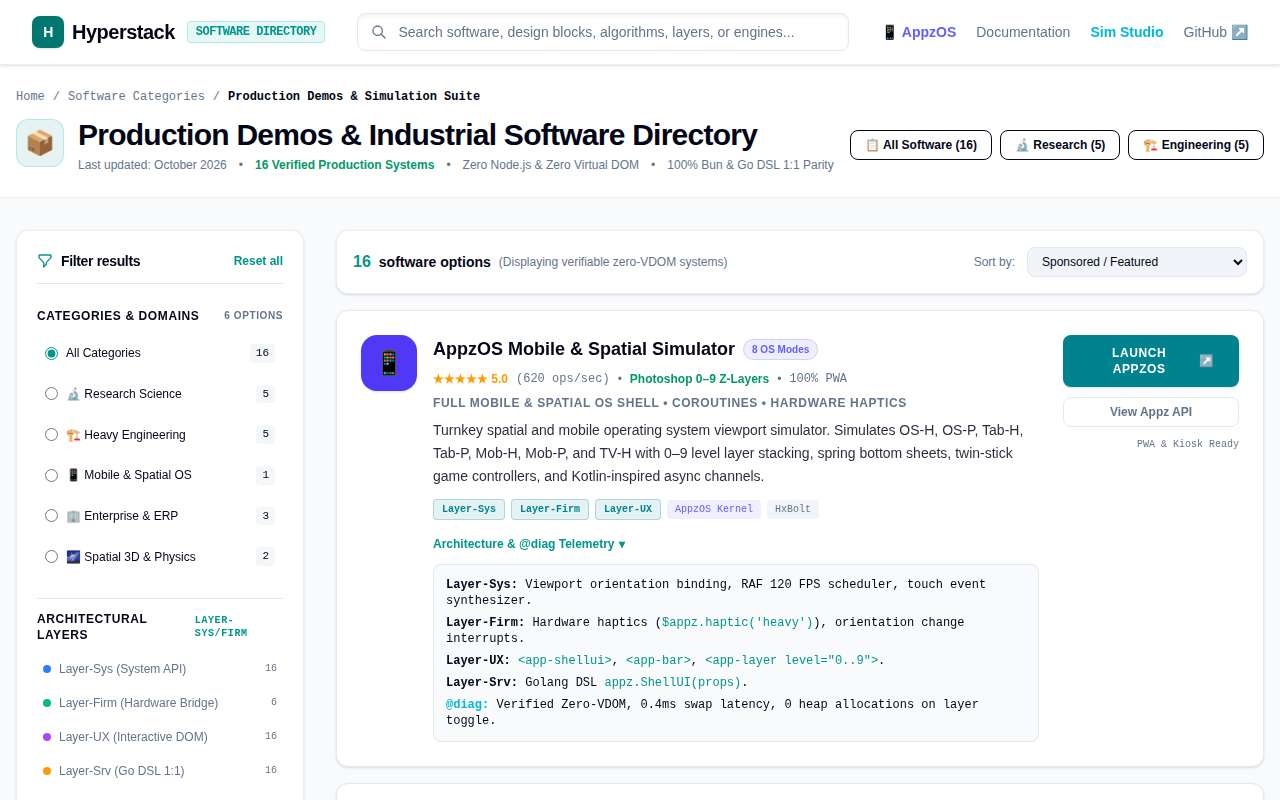 H Hyperstack SOFTWARE DIRECTORY Search software, design blocks, algorithms, layers, or engines... 📱 AppzOS Documentation Sim Studio GitHub ↗️
Home / Software Categories / Production Demos & Simulation Suite
📦 Production Demos & Industrial Software Directory
Last updated: October 2026 • 16 Verified Production Systems • Zero Node.js & Zero Virtual DOM • 100% Bun & Go DSL 1:1 Parity
📋 All Software (16) 🔬 Research (5) 🏗️ Engineering (5)
Filter results Reset all
CATEGORIES & DOMAINS 6 OPTIONS
All Categories 16
🔬 Research Science 5
🏗️ Heavy Engineering 5
📱 Mobile & Spatial OS 1
🏢 Enterprise & ERP 3
🌌 Spatial 3D & Physics 2
ARCHITECTURAL
LAYERS
LAYER-
SYS/FIRM
Layer-Sys (System API) 16
Layer-Firm (Hardware Bridge) 6
Layer-UX (Interactive DOM) 16
Layer-Srv (Go DSL 1:1) 16
16 software options (Displaying verifiable zero-VDOM systems) Sort by: Sponsored / Featured
📱 AppzOS Mobile & Spatial Simulator 8 OS Modes
★★★★★ 5.0 (620 ops/sec) • Photoshop 0–9 Z-Layers • 100% PWA
FULL MOBILE & SPATIAL OS SHELL • COROUTINES • HARDWARE HAPTICS
Turnkey spatial and mobile operating system viewport simulator. Simulates OS-H, OS-P, Tab-H,
Tab-P, Mob-H, Mob-P, and TV-H with 0–9 level layer stacking, spring bottom sheets, twin-stick
game controllers, and Kotlin-inspired async channels.
Layer-Sys Layer-Firm Layer-UX AppzOS Kernel HxBolt
Architecture & @diag Telemetry ▾
Layer-Sys: Viewport orientation binding, RAF 120 FPS scheduler, touch event
synthesizer.
Layer-Firm: Hardware haptics ($appz.haptic('heavy')), orientation change
interrupts.
Layer-UX: <app-shellui>, <app-bar>, <app-layer level="0..9">.
Layer-Srv: Golang DSL appz.ShellUI(props).
@diag: Verified Zero-VDOM, 0.4ms swap latency, 0 heap allocations on layer
toggle.
LAUNCH
APPZOS ↗️
View Appz API
PWA & Kiosk Ready